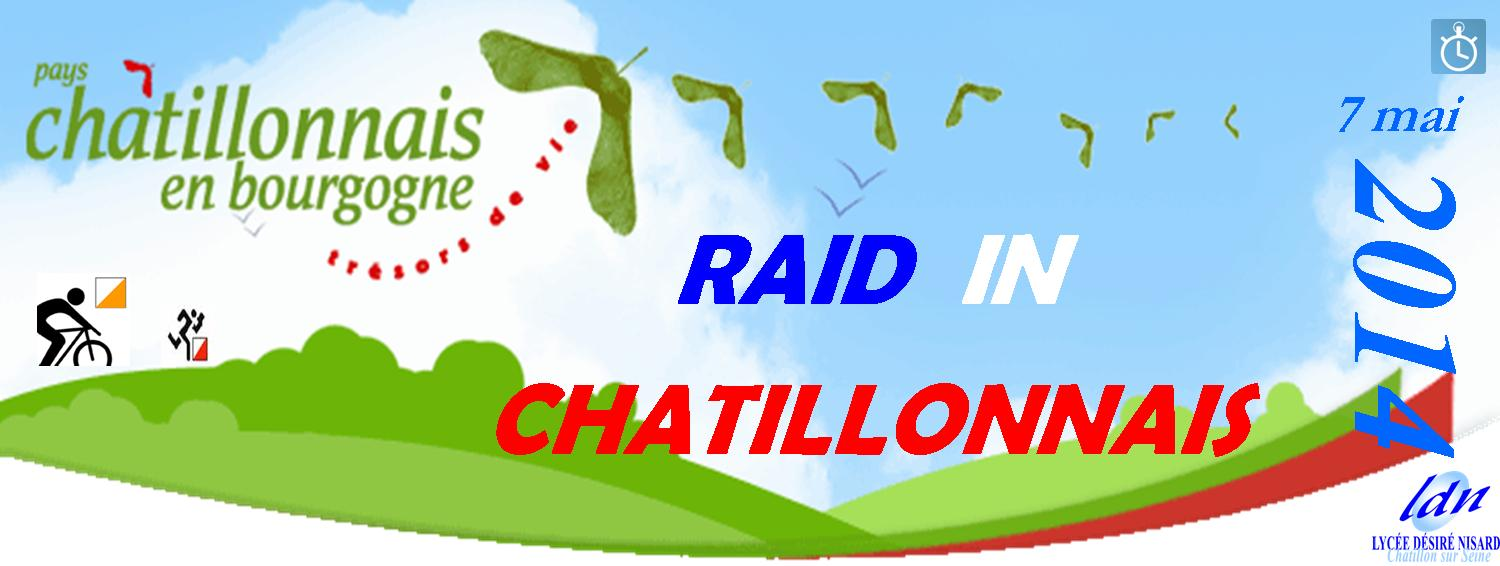 pays
chatillonnais
en bourgogne
trésors de vie
7 mai
2014
RAID IN
CHATILLONNAIS
ldn
LYCÉE DÉSIRÉ NISARD
Chatillon sur Seine